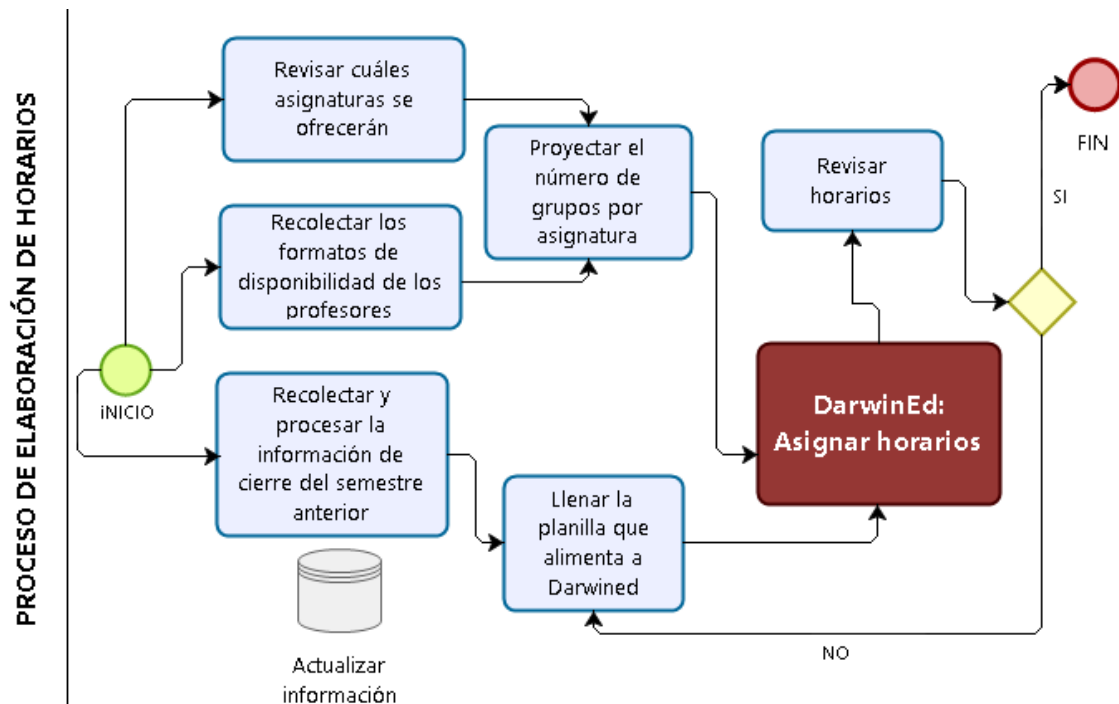 PROCESO DE ELABORACIÓN DE HORARIOS
iNICIO
Revisar cuáles
asignaturas se
ofrecerán
Recolectar los
formatos de
disponibilidad de los
profesores
Recolectar y
procesar la
información de
cierre del semestre
anterior
Actualizar
información
Proyectar el
número de
grupos por
asignatura
Llenar la
planilla que
alimenta a
Darwined
DarwinEd:
Asignar horarios
Revisar
horarios
SI
NO
FIN